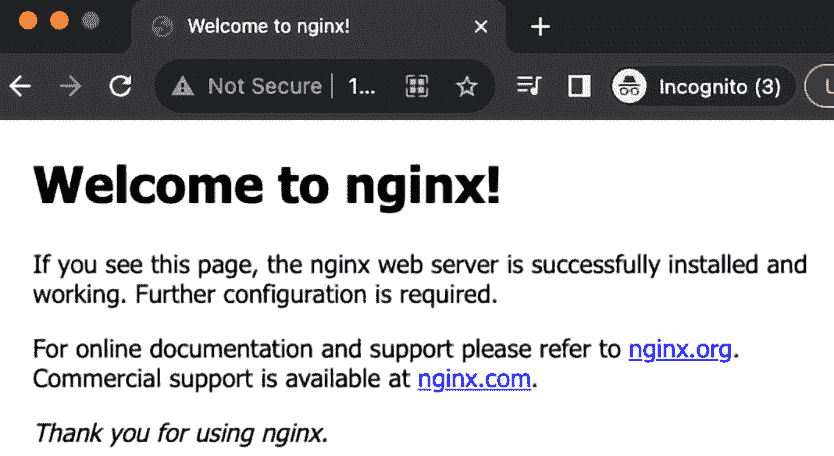 Welcome to nginx!
Not Secure
1...
Incognito (3)
Welcome to nginx!
If you see this page, the nginx web server is successfully installed and
working. Further configuration is required.
For online documentation and support please refer to nginx.org.
Commercial support is available at nginx.com.
Thank you for using nginx.